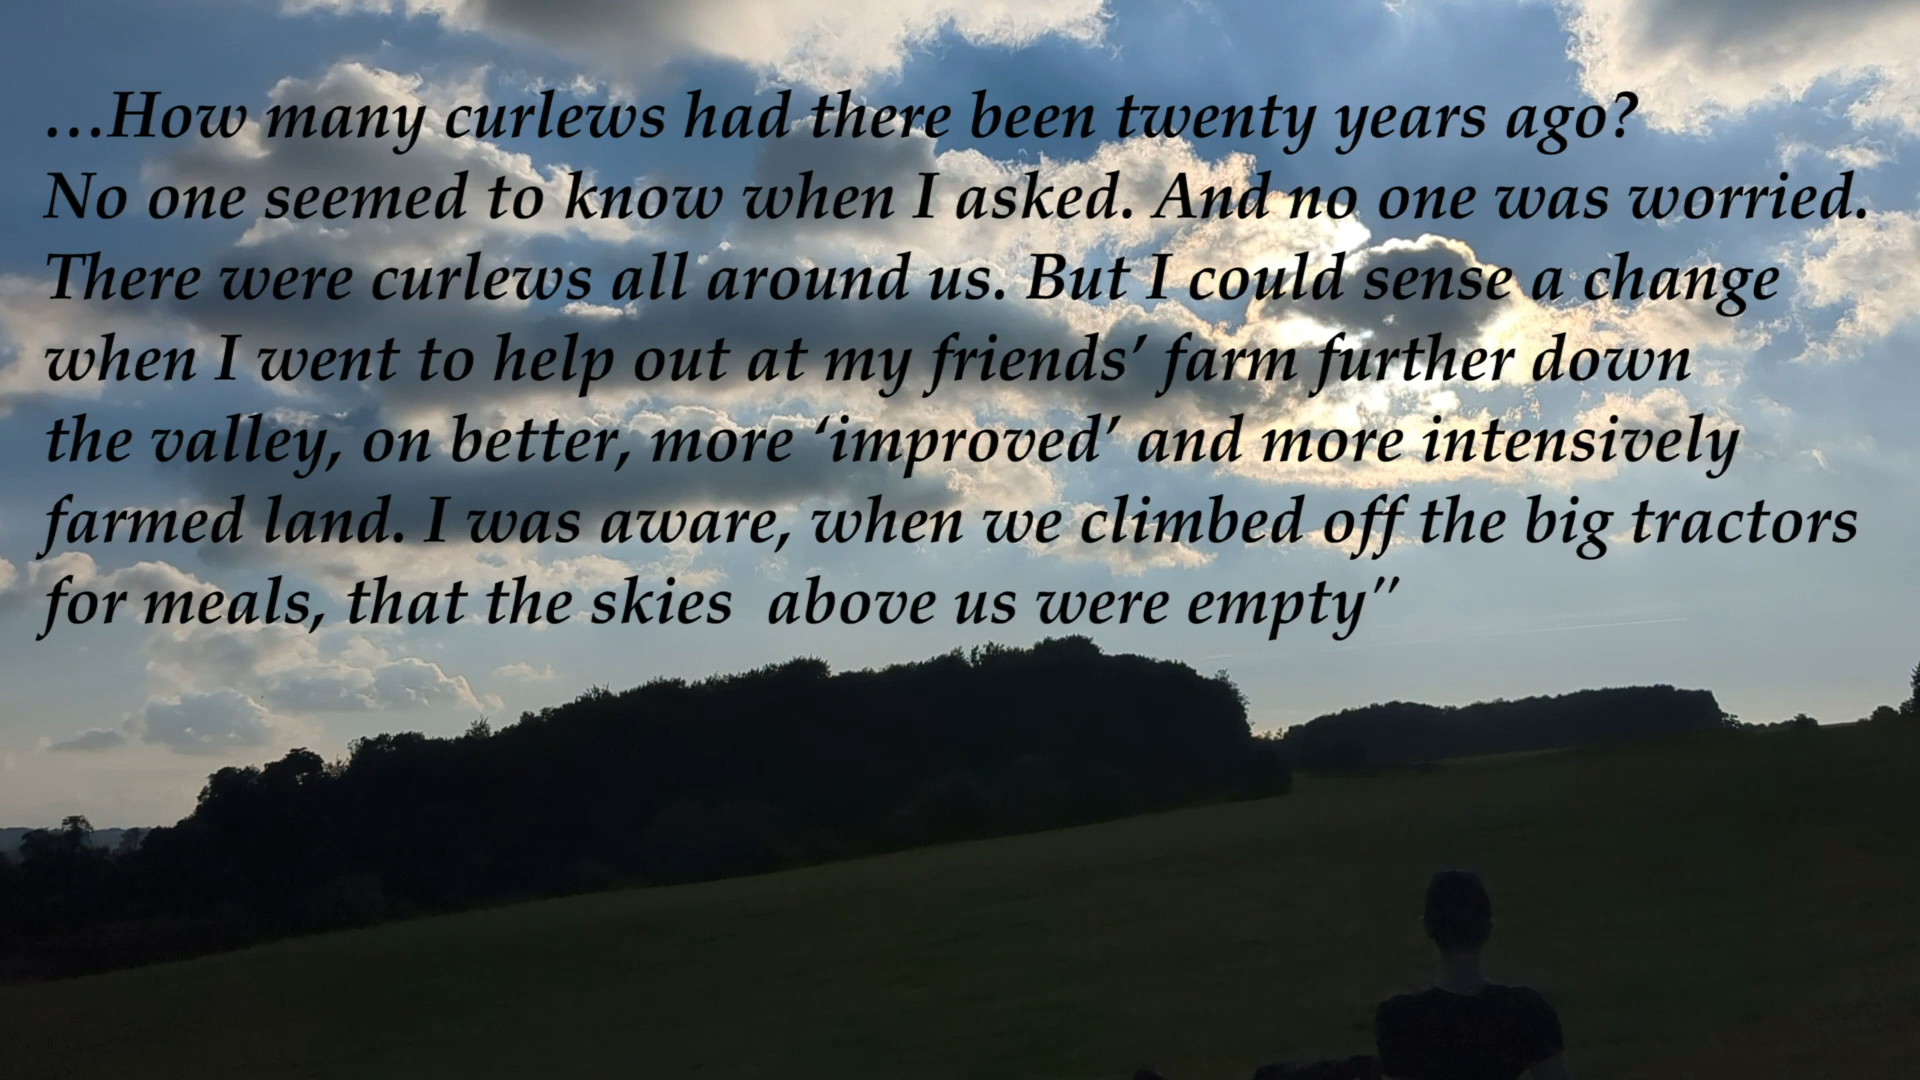 …How many curlews had there been twenty years ago?
No one seemed to know when I asked. And no one was worried.
There were curlews all around us. But I could sense a change
when I went to help out at my friends’ farm further down
the valley, on better, more ‘improved’ and more intensively
farmed land. I was aware, when we climbed off the big tractors
for meals, that the skies  above us were empty"